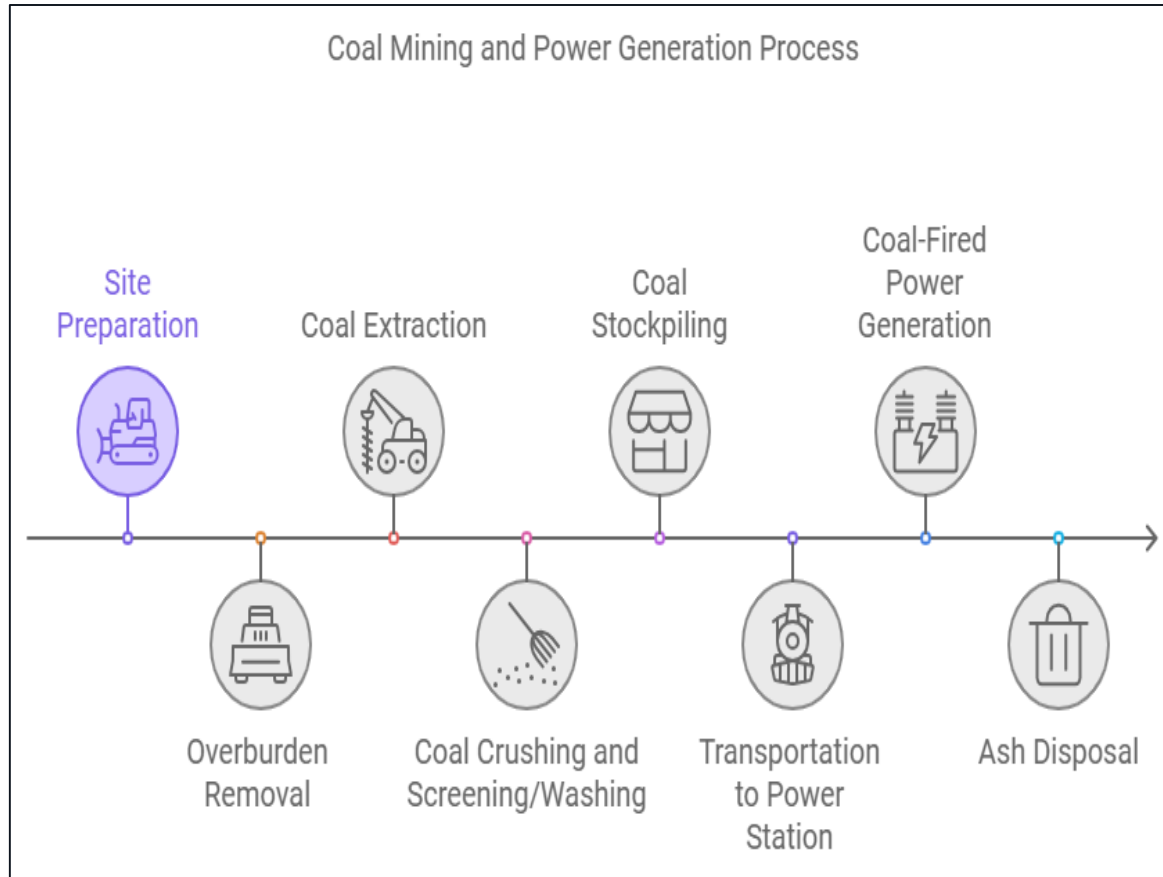 Coal Mining and Power Generation Process
Site
Preparation
Overburden
Removal
Coal Extraction
Coal Crushing and
Screening/Washing
Coal
Stockpiling
Transportation
to Power
Station
Coal-Fired
Power
Generation
Ash Disposal